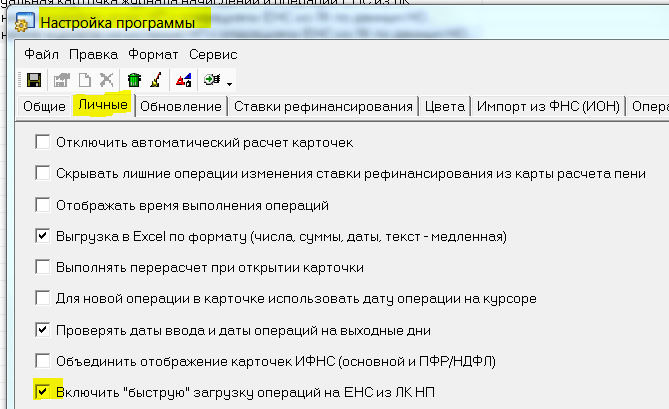 Настройка программы
Файл Правка Формат Сервис
Общие Личные Обновление Ставки рефинансирования Цвета Импорт из ФНС (ИОН) Опера
Отключить автоматический расчет карточек
Скрывать лишние операции изменения ставки рефинансирования из карты расчета пени
Отображать время выполнения операций
Выгрузка в Excel по формату (числа, суммы, даты, текст - медленная)
Выполнять перерасчет при открытии карточки
Для новой операции в карточке использовать дату операции на курсоре
Проверять даты ввода и даты операций на выходные дни
Объединить отображение карточек ИФНС (основной и ПФР/НДФЛ)
Включить "быструю" загрузку операций на ЕНС из ЛК НП